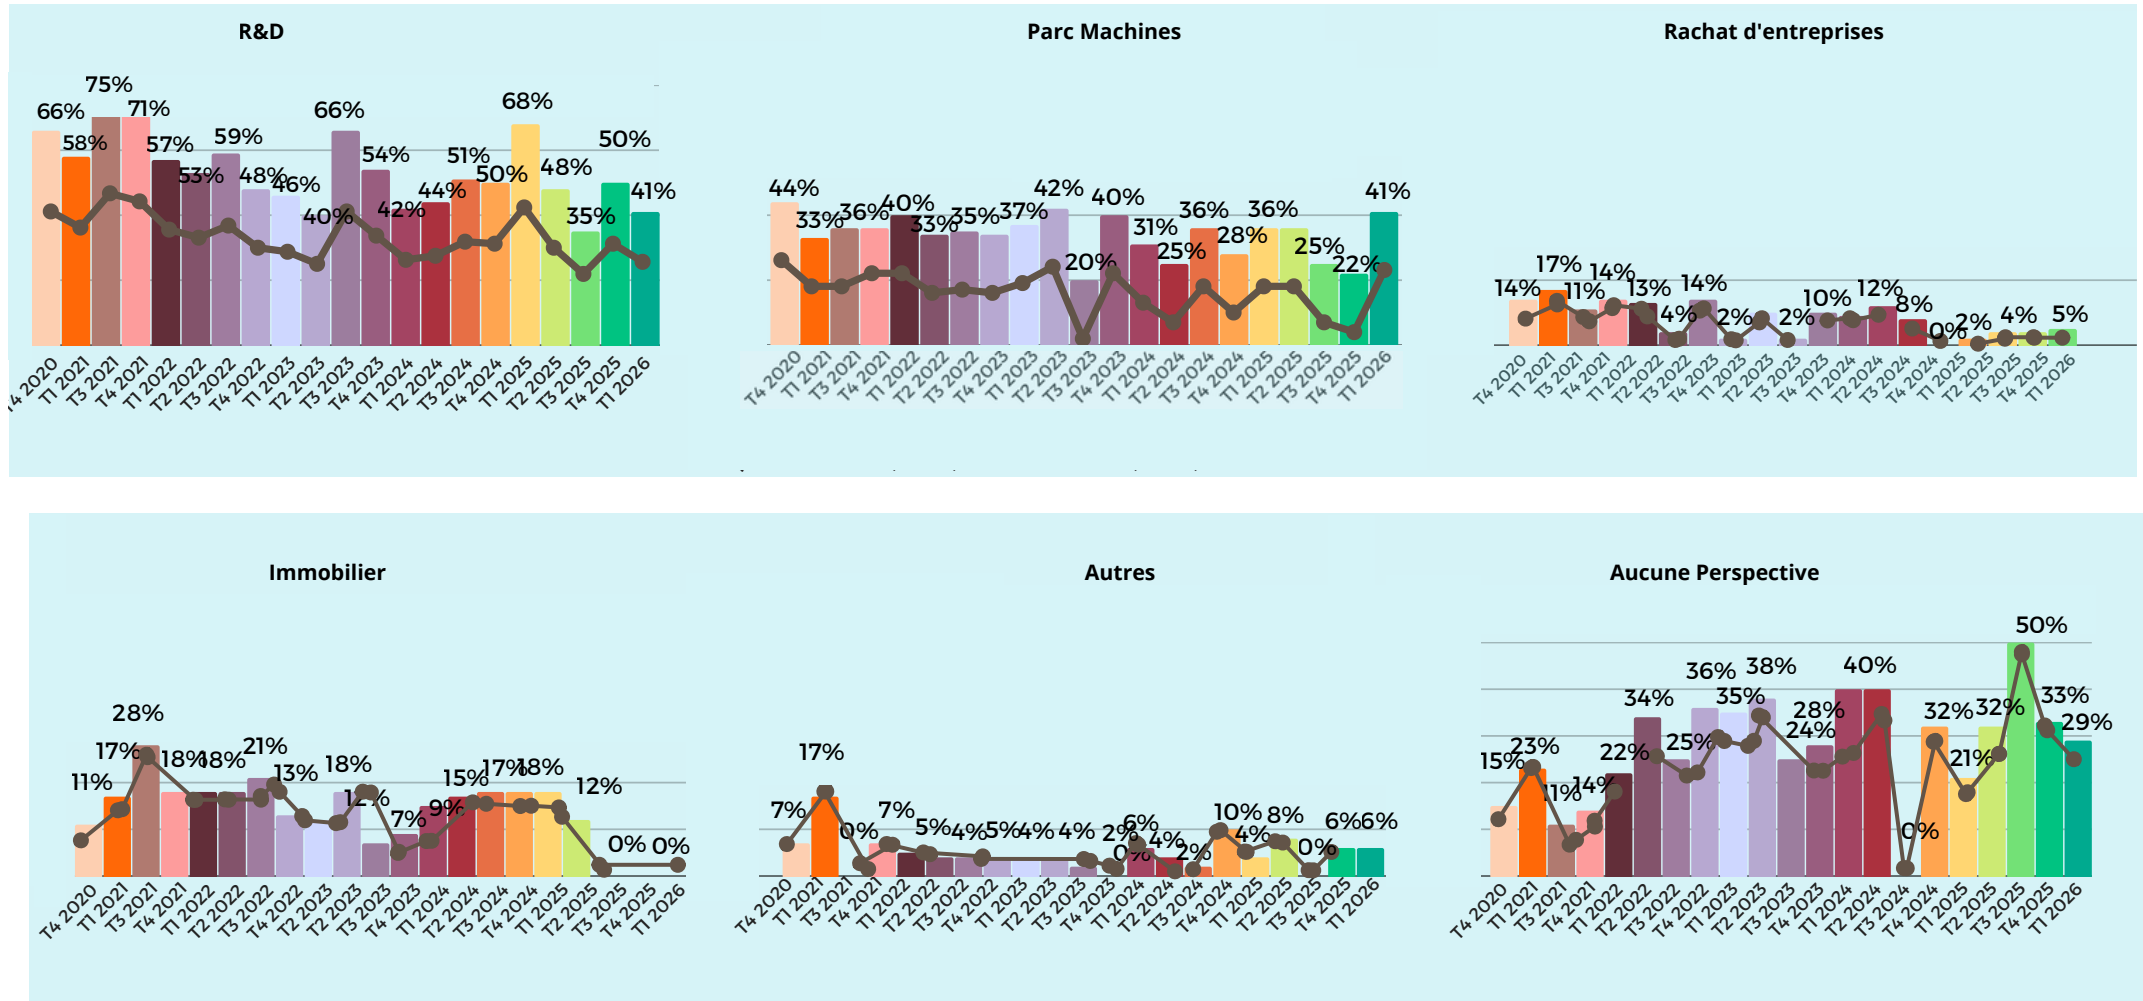 R&D
Parc Machines
Rachat d'entreprises
66%
58%
75%
71%
57%
53%
59%
48%
46%
40%
66%
54%
42%
44%
51%
50%
68%
48%
35%
50%
41%
T4 2020
T1 2021
T3 2021
T4 2021
T1 2022
T2 2022
T3 2022
T4 2022
T1 2023
T2 2023
T3 2023
T4 2023
T1 2024
T2 2024
T3 2024
T4 2024
T1 2025
T2 2025
T3 2025
T4 2025
T1 2026
44%
33%
36%
40%
33%
35%
37%
42%
20%
40%
31%
25%
36%
28%
36%
25%
22%
41%
T4 2020
T1 2021
T3 2021
T4 2021
T1 2022
T2 2022
T3 2022
T4 2023
T1 2023
T2 2023
T3 2023
T4 2023
T1 2024
T2 2024
T3 2024
T4 2024
T1 2025
T2 2025
T3 2025
T4 2025
T1 2026
14%
17%
11%
14%
13%
4%
14%
2%
2%
10%
12%
8%
0%
2%
4%
5%
T4 2020
T1 2021
T3 2021
T4 2021
T1 2022
T2 2022
T3 2022
T4 2023
T1 2023
T2 2023
T3 2023
T4 2023
T1 2024
T2 2024
T3 2024
T4 2024
T1 2025
T2 2025
T3 2025
T4 2025
T1 2026
Immobilier
Autres
Aucune Perspective
11%
17%
28%
18%
18%
21%
13%
18%
12%
7%
9%
15%
17%
18%
12%
0%
0%
T4 2020
T1 2021
T3 2021
T4 2021
T1 2022
T2 2022
T3 2022
T4 2022
T2 2023
T2 2023
T3 2023
T4 2023
T1 2024
T2 2024
T3 2024
T4 2024
T1 2025
T2 2025
T3 2025
T4 2025
T1 2026
7%
17%
0%
7%
5%
4%
5%
4%
4%
2%
0%
6%
4%
2%
10%
4%
8%
0%
6%
6%
T4 2020
T1 2021
T3 2021
T4 2021
T1 2022
T2 2022
T3 2022
T4 2022
T1 2023
T2 2023
T3 2023
T4 2023
T1 2024
T2 2024
T3 2024
T4 2024
T1 2025
T2 2025
T3 2025
T4 2025
T1 2026
15%
23%
11%
14%
22%
34%
25%
36%
35%
38%
24%
28%
40%
0%
32%
21%
32%
50%
33%
29%
T4 2020
T1 2021
T3 2021
T4 2021
T1 2022
T2 2022
T3 2022
T4 2022
T1 2023
T2 2023
T3 2023
T4 2023
T1 2024
T2 2024
T3 2024
T4 2024
T1 2025
T2 2025
T3 2025
T4 2025
T1 2026